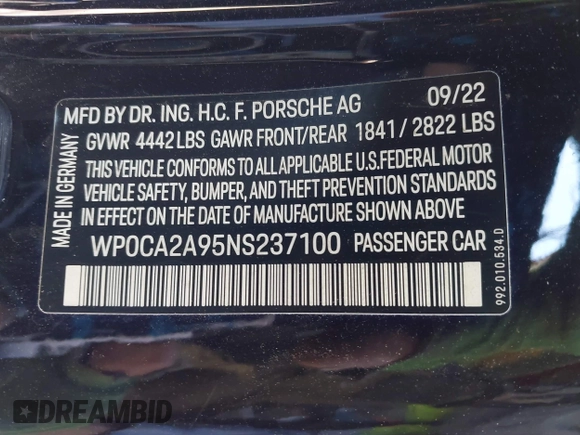 MFD BY DR. ING. H.C. F. PORSCHE AG 09/22
GVWR 4442 LBS GAWR FRONT/REAR 1841 / 2822 LBS
THIS VEHICLE CONFORMS TO ALL APPLICABLE U.S.FEDERAL MOTOR
VEHICLE SAFETY, BUMPER, AND THEFT PREVENTION STANDARDS
IN EFFECT ON THE DATE OF MANUFACTURE SHOWN ABOVE
WP0CA2A95NS237100 PASSENGER CAR
MADE IN GERMANY
992.010.534.D
DREAMBID